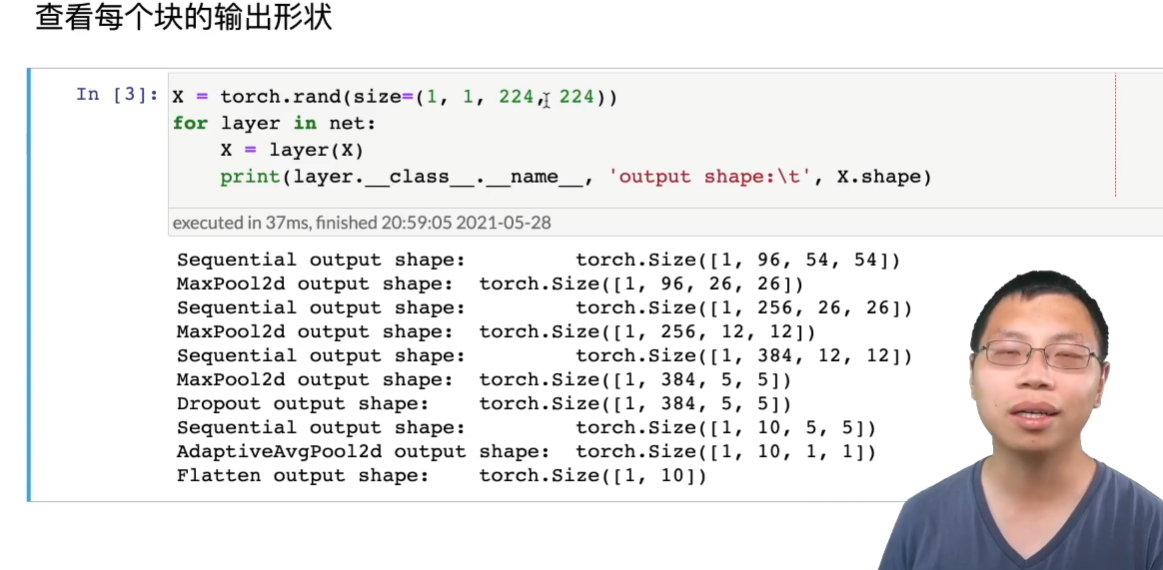 查看每个块的输出形状
In [3]: X = torch.rand(size=(1, 1, 224, 224))
for layer in net:
    X = layer(X)
    print(layer.__class__.__name__, 'output shape:\t', X.shape)
executed in 37ms, finished 20:59:05 2021-05-28
Sequential output shape:         torch.Size([1, 96, 54, 54])
MaxPool2d output shape:  torch.Size([1, 96, 26, 26])
Sequential output shape:         torch.Size([1, 256, 26, 26])
MaxPool2d output shape:  torch.Size([1, 256, 12, 12])
Sequential output shape:         torch.Size([1, 384, 12, 12])
MaxPool2d output shape:  torch.Size([1, 384, 5, 5])
Dropout output shape:    torch.Size([1, 384, 5, 5])
Sequential output shape:         torch.Size([1, 10, 5, 5])
AdaptiveAvgPool2d output shape:  torch.Size([1, 10, 1, 1])
Flatten output shape:    torch.Size([1, 10])